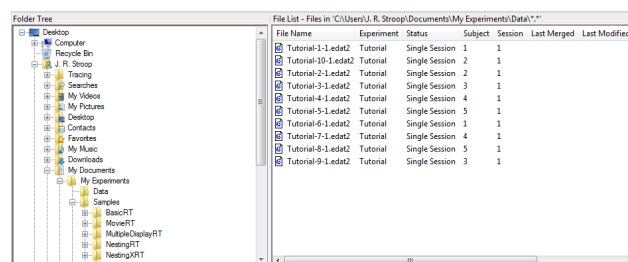 Folder Tree
Desktop
Computer
Recycle Bin
J. R. Stroop
Tracing
Searches
My Videos
My Pictures
Desktop
Contacts
Favorites
My Music
Downloads
My Documents
My Experiments
Data
Samples
BasicRT
MovieRT
MultipleDisplayRT
NestingRT
NestingXRT
File List - Files in 'C:\Users\J. R. Stroop\Documents\My Experiments\Data\*.*'
File Name Experiment Status Subject Session Last Merged Last Modified
Tutorial-1-1.edat2 Tutorial Single Session 1 1
Tutorial-10-1.edat2 Tutorial Single Session 2 1
Tutorial-2-1.edat2 Tutorial Single Session 2 1
Tutorial-3-1.edat2 Tutorial Single Session 3 1
Tutorial-4-1.edat2 Tutorial Single Session 4 1
Tutorial-5-1.edat2 Tutorial Single Session 5 1
Tutorial-6-1.edat2 Tutorial Single Session 1 1
Tutorial-7-1.edat2 Tutorial Single Session 4 1
Tutorial-8-1.edat2 Tutorial Single Session 5 1
Tutorial-9-1.edat2 Tutorial Single Session 3 1